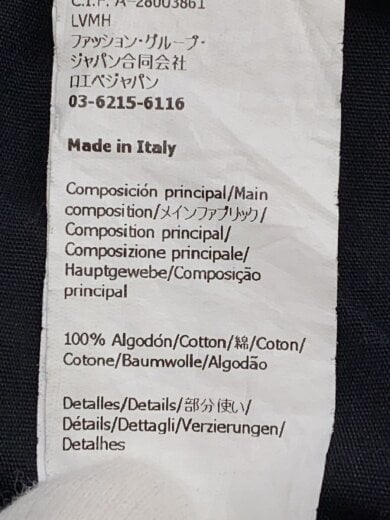 C.I.F. A-28003861
LVMH
ファッション・グループ・
ジャパン合同会社
ロエベジャパン
03-6215-6116
Made in Italy
Composición principal/Main
composition/メインファブリック/
Composition principal/
Composizione principale/
Hauptgewebe/Composição
principal
100% Algodón/Cotton/綿/Coton/
Cotone/Baumwolle/Algodão
Detalles/Details/部分使い/
Détails/Dettagli/Verzierungen/
Detalhes